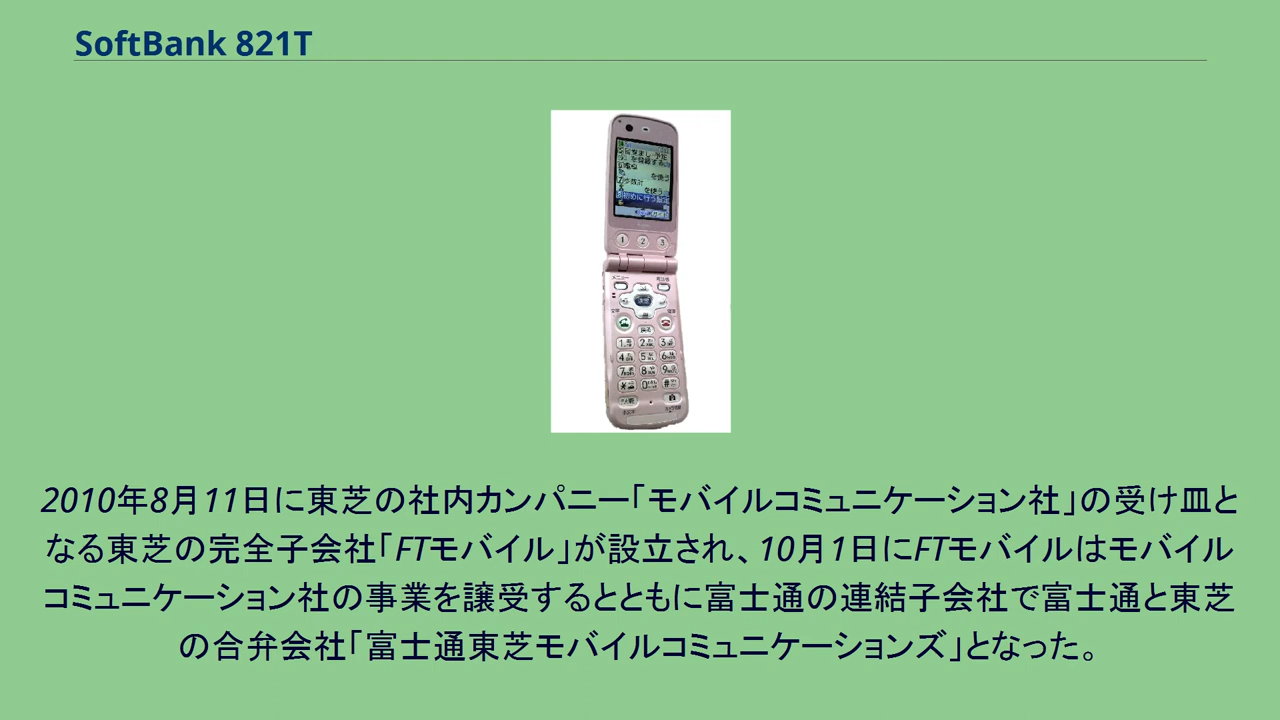 SoftBank 821T
1
2
3
メニュー
2010年8月11日に東芝の社内カンパニー「モバイルコミュニケーション社」の受け皿と
なる東芝の完全子会社「FTモバイル」が設立され、10月1日にFTモバイルはモバイル
コミュニケーション社の事業を譲受するとともに富士通の連結子会社で富士通と東芝
の合弁会社「富士通東芝モバイルコミュニケーションズ」となった。